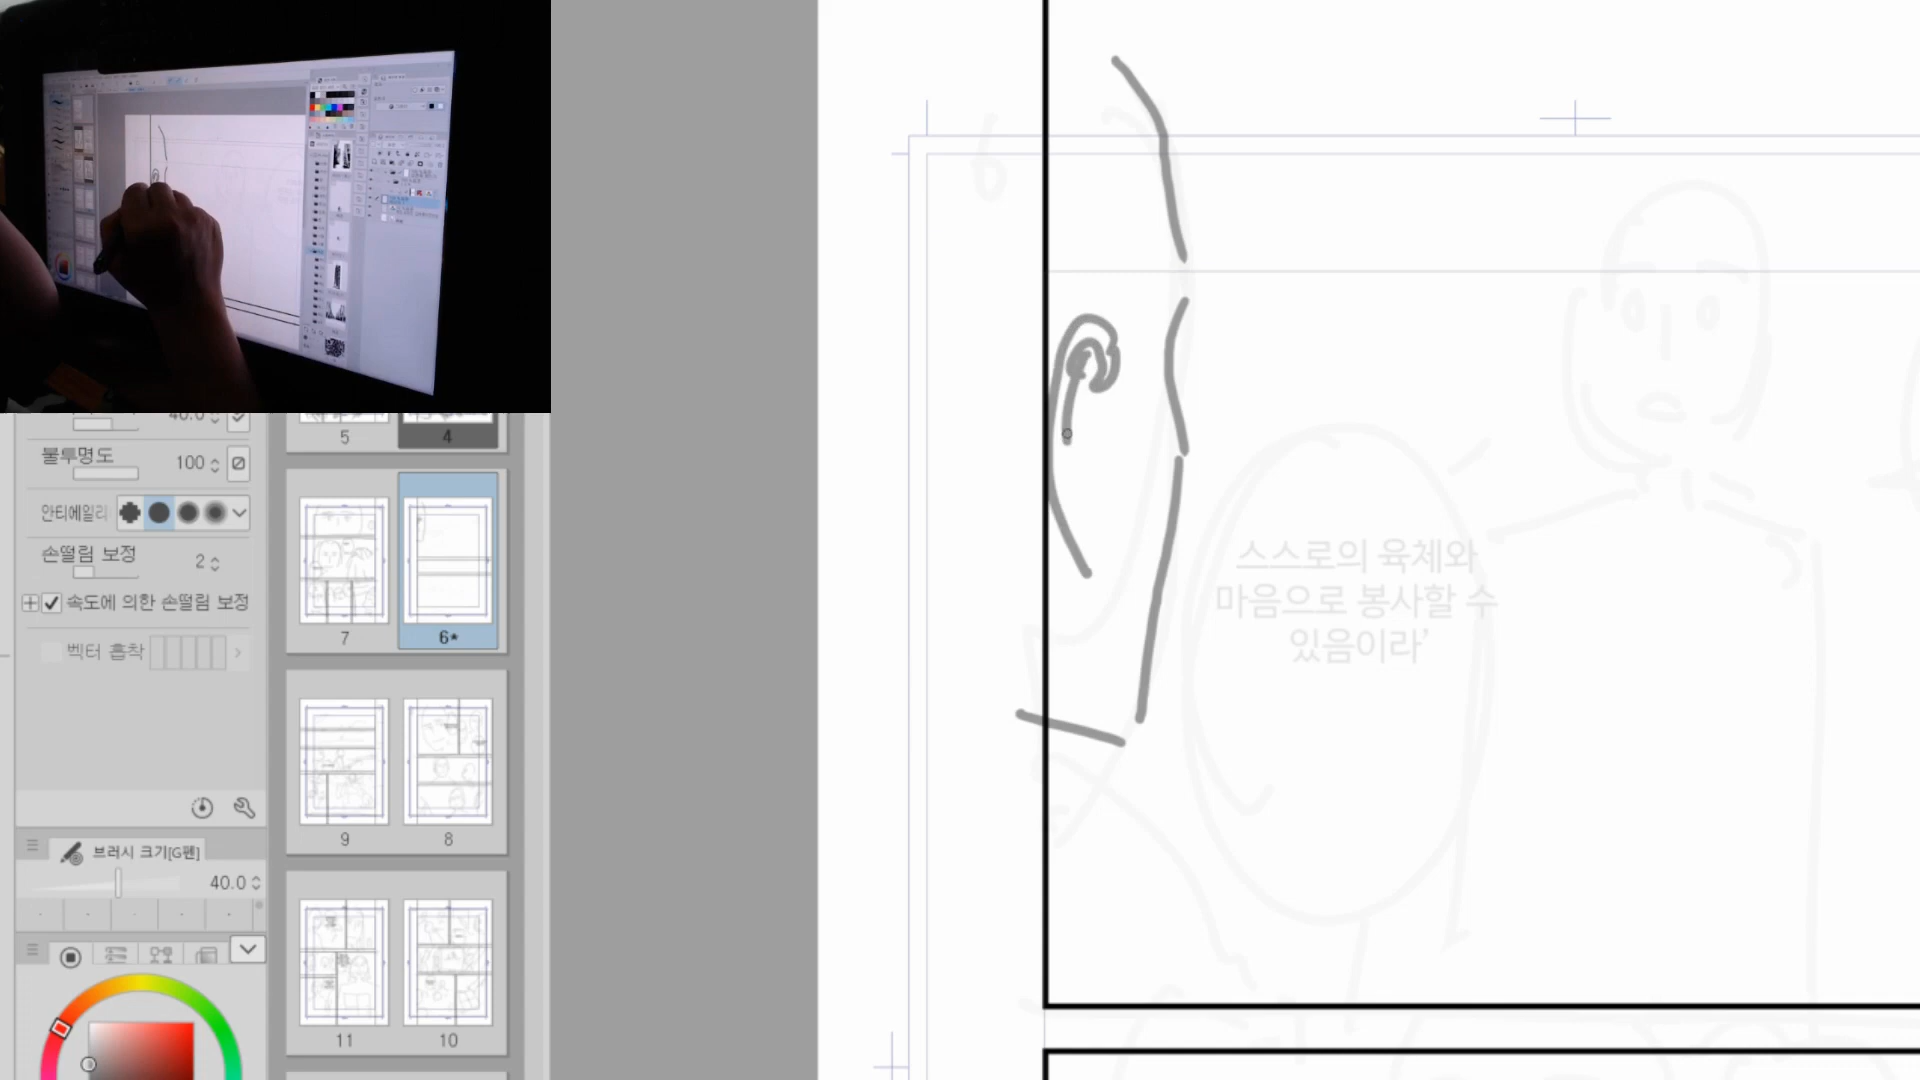 40.0
불투명도 100
안티에일리
손떨림 보정 2
속도에 의한 손떨림 보정
벡터 흡착
브러시 크기[G펜]
40.0
5 4
7 6*
9 8
11 10
6
스스로의 육체와
마음으로 봉사할 수
있음이라’